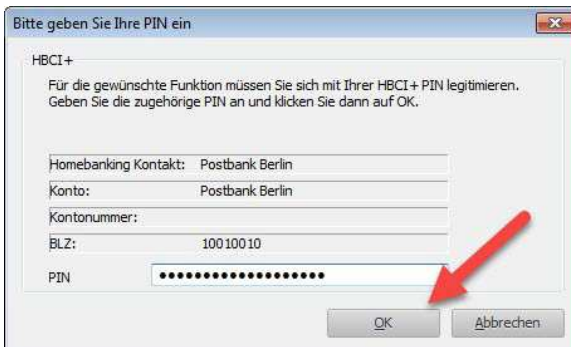 Bitte geben Sie Ihre PIN ein
HBCI+
Für die gewünschte Funktion müssen Sie sich mit Ihrer HBCI+ PIN legitimieren.
Geben Sie die zugehörige PIN an und klicken Sie dann auf OK.
Homebanking Kontakt: Postbank Berlin
Konto: Postbank Berlin
Kontonummer:
BLZ: 10010010
PIN ●●●●●●●●●●●●●●●●●●●
OK Abbrechen